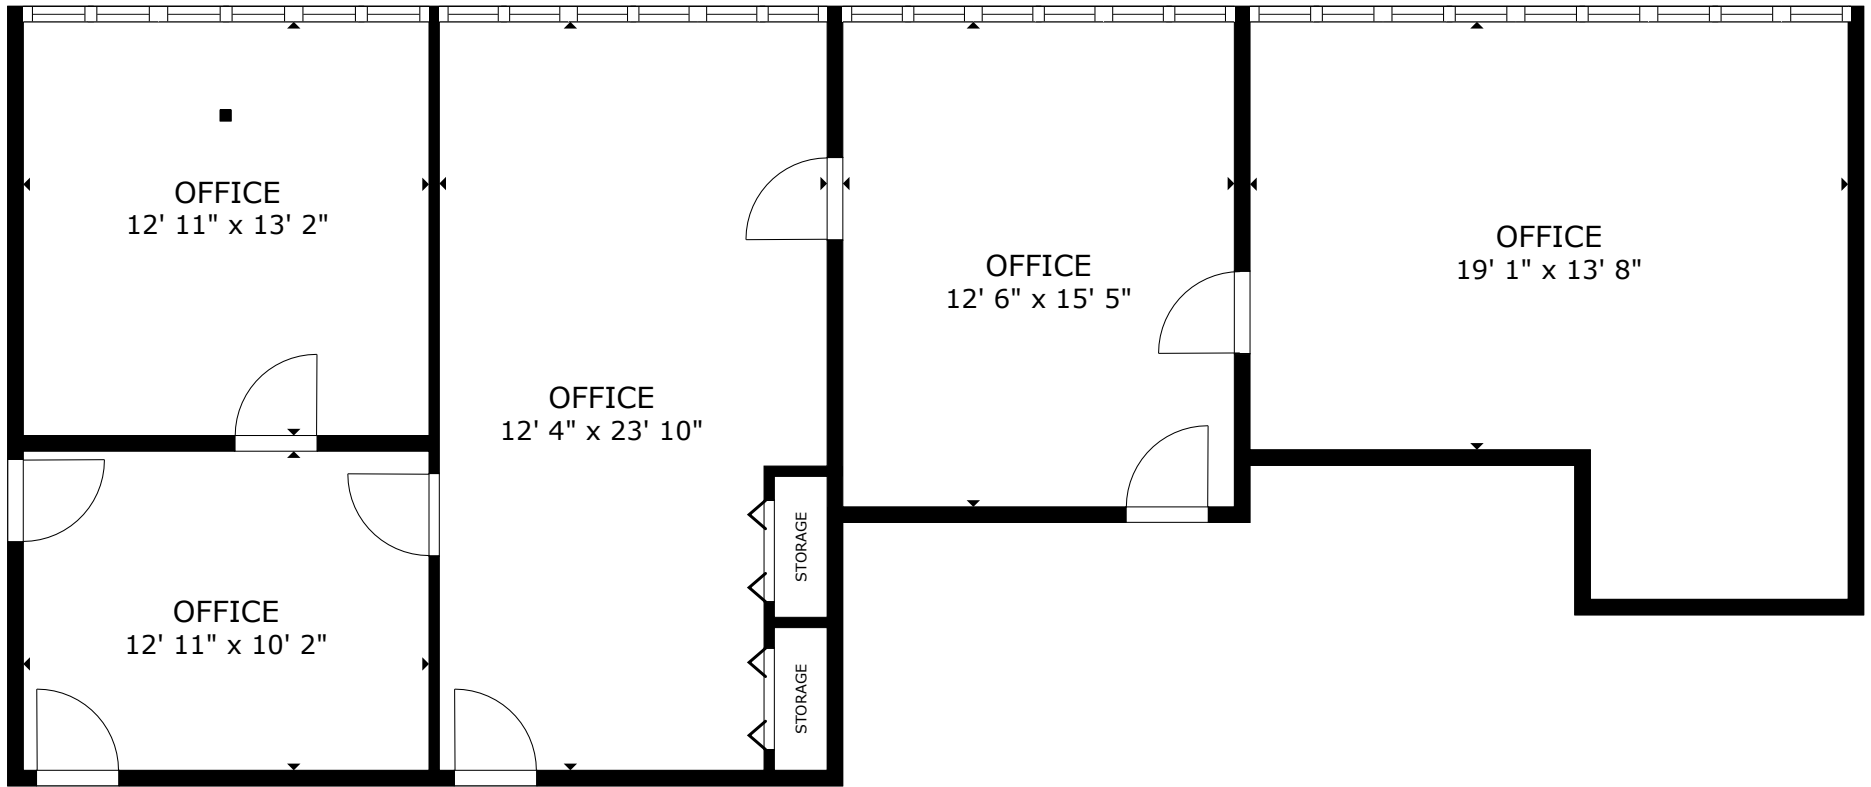 OFFICE
12' 11" x 13' 2"
OFFICE
12' 4" x 23' 10"
OFFICE
12' 6" x 15' 5"
OFFICE
19' 1" x 13' 8"
OFFICE
12' 11" x 10' 2"
STORAGE
STORAGE